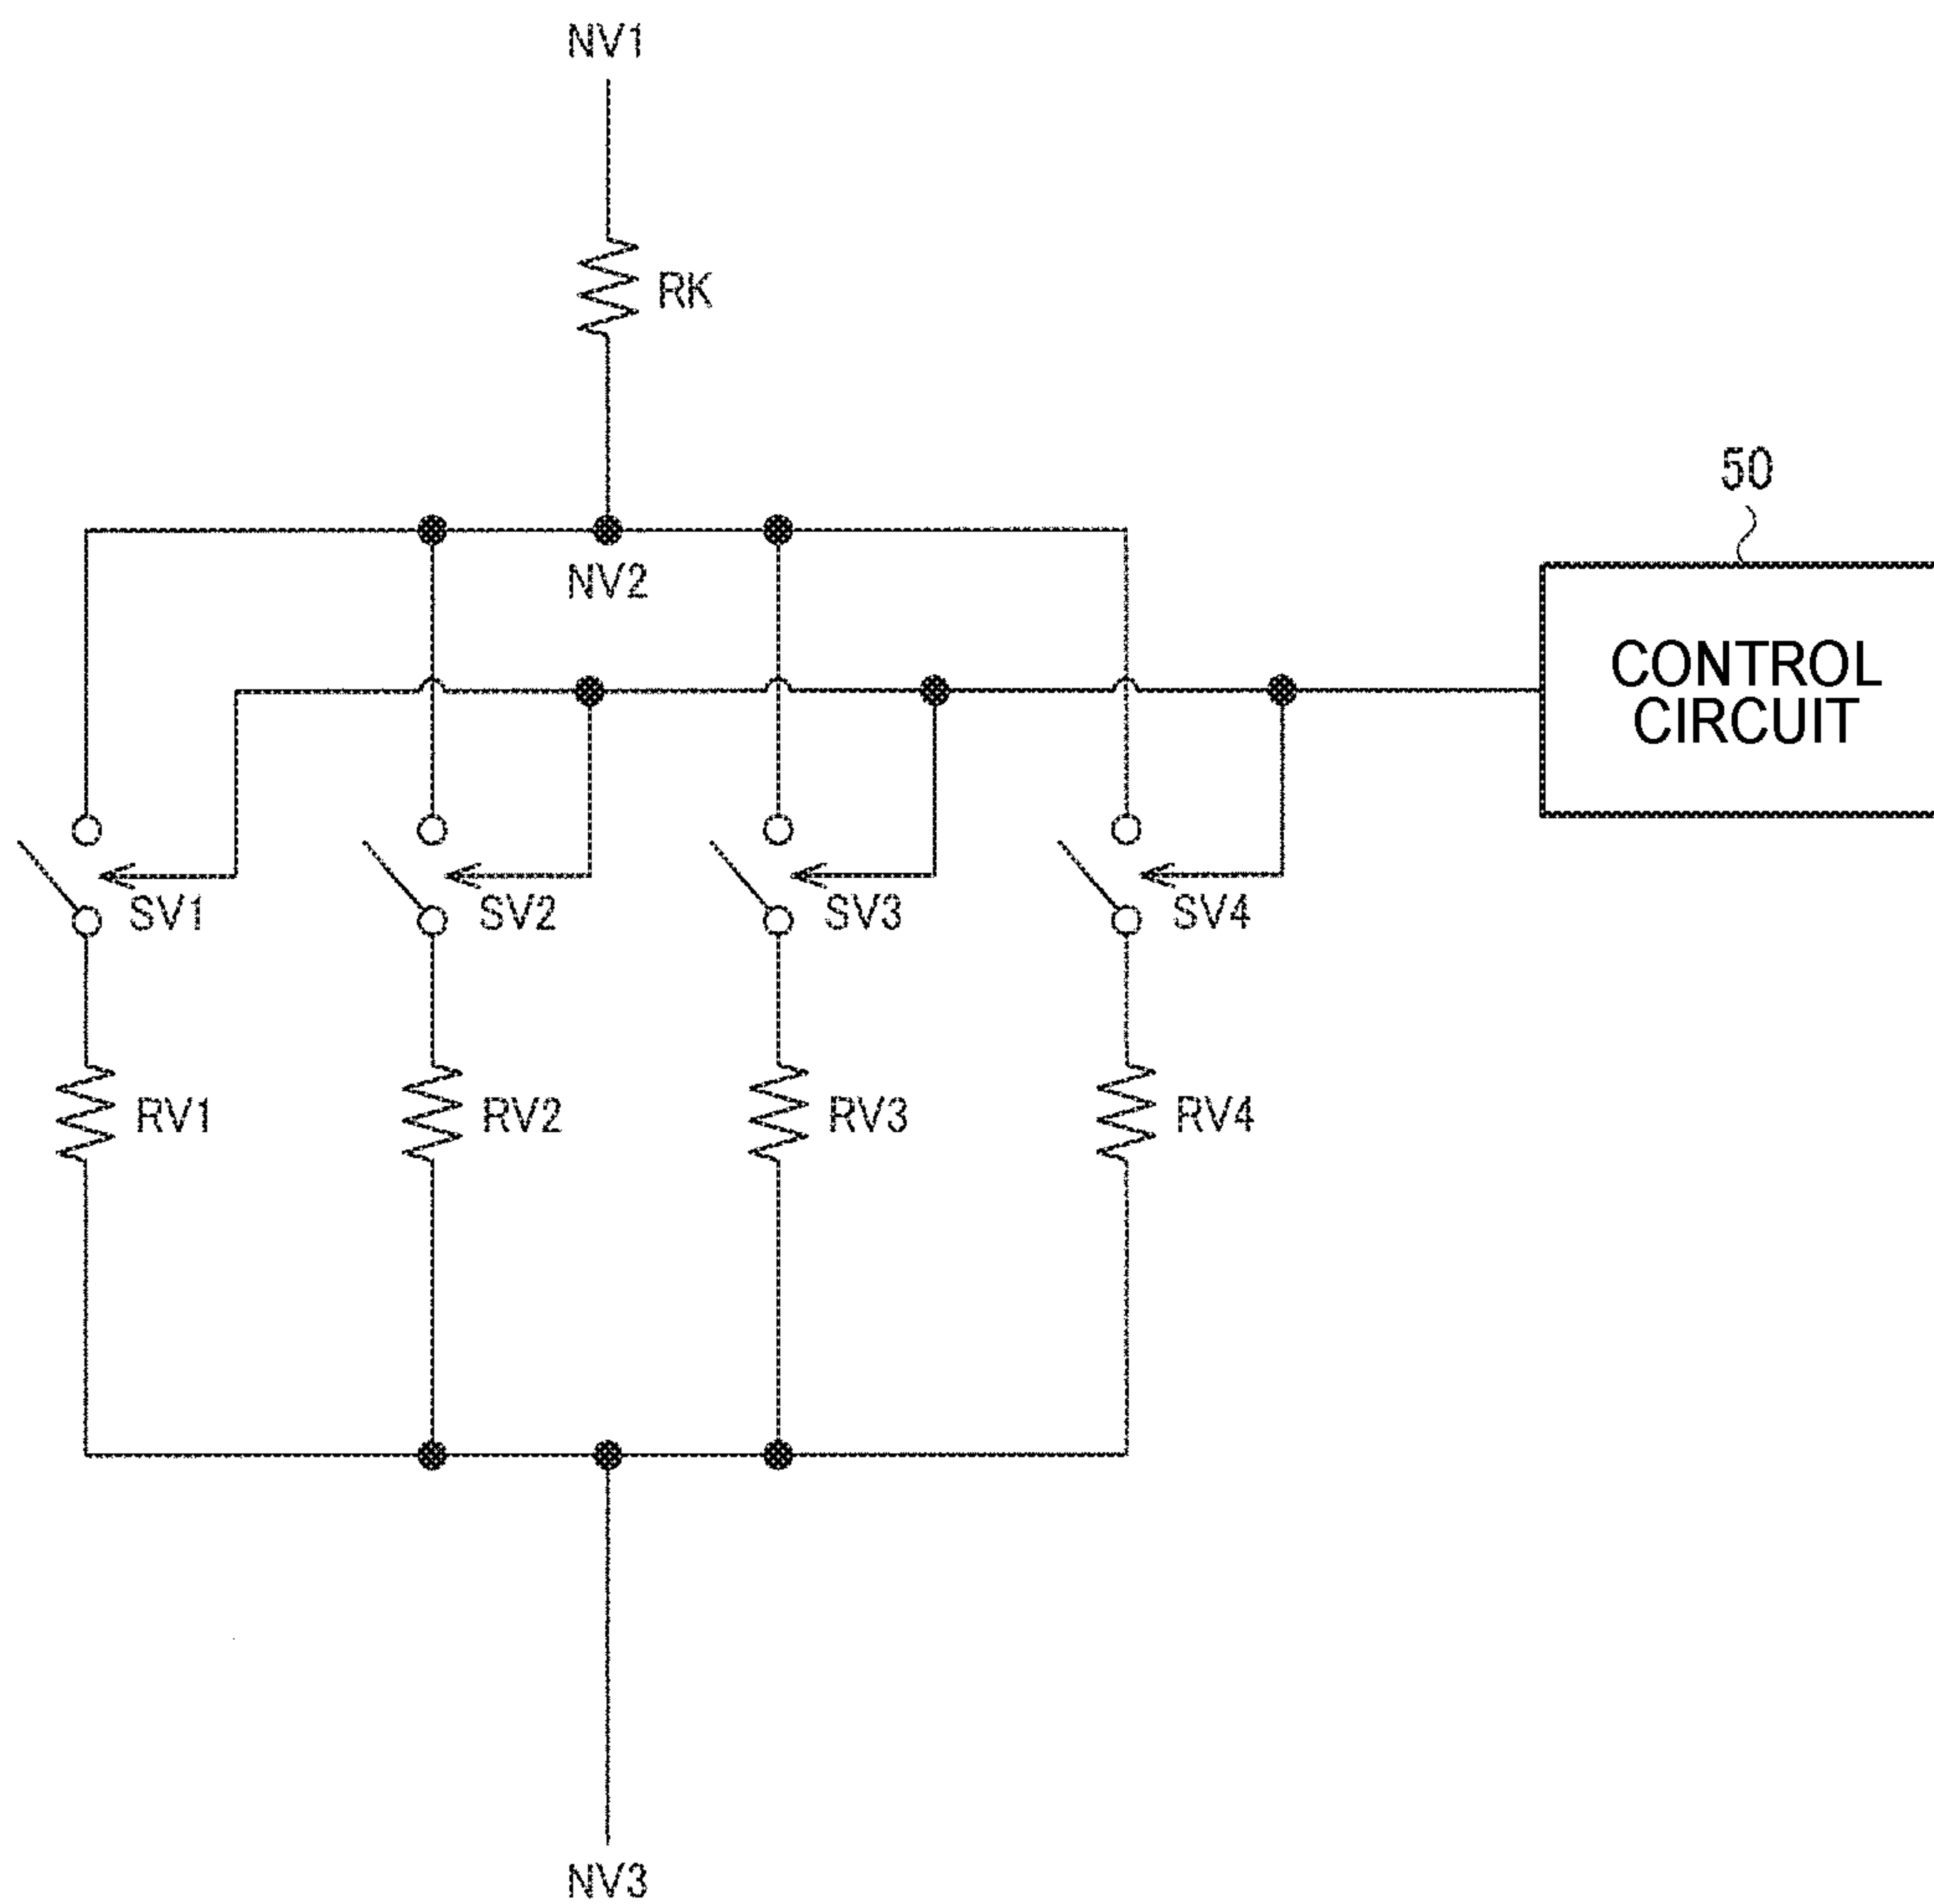 NV1
RK
50
NV2
CONTROL
CIRCUIT
SV1
SV2
SV3
SV4
RV1
RV2
RV3
RV4
NV3